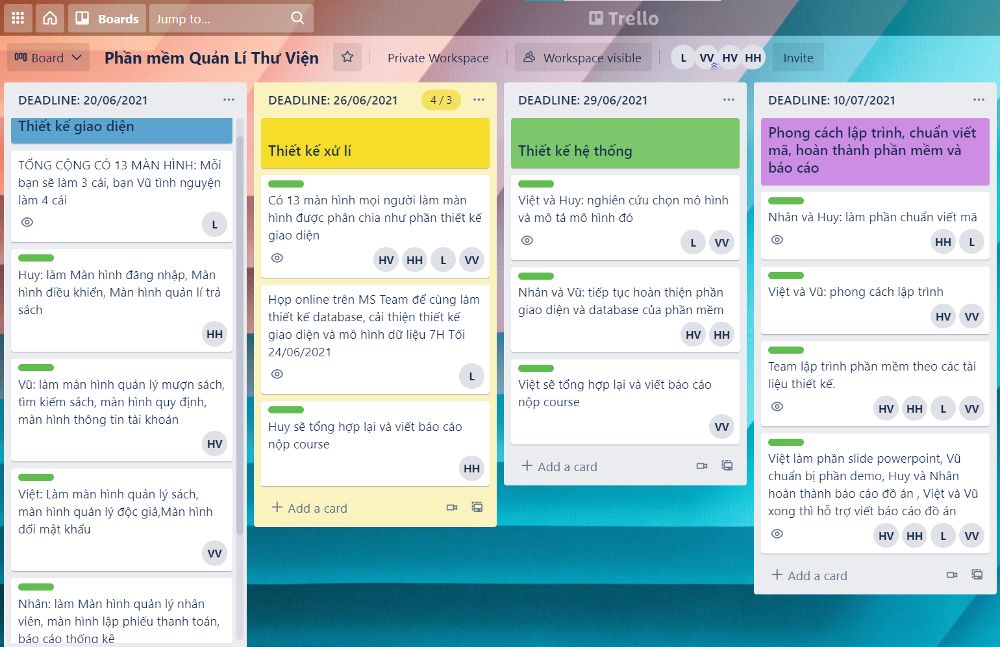 Boards
Jump to...
Trello
Board
Phần mềm Quản Lí Thư Viện
Private Workspace
Workspace visible
L
VV
HV
HH
Invite
DEADLINE: 20/06/2021
Thiết kế giao diện
TỔNG CỘNG CÓ 13 MÀN HÌNH: Mỗi
bạn sẽ làm 3 cái, bạn Vũ tình nguyện
làm 4 cái
L
Huy: làm Màn hình đăng nhập, Màn
hình điều khiển, Màn hình quản lí trả
sách
HH
Vũ: làm màn hình quản lý mượn sách,
tìm kiếm sách, màn hình quy định,
màn hình thông tin tài khoản
HV
Việt: Làm màn hình quản lý sách,
màn hình quản lý độc giả,Màn hình
đổi mật khẩu
VV
Nhân: làm Màn hình quản lý nhân
viên, màn hình lập phiếu thanh toán,
báo cáo thống kê
DEADLINE: 26/06/2021
4 / 3
Thiết kế xử lí
Có 13 màn hình mọi người làm màn
hình được phân chia như phần thiết kế
giao diện
HV HH L VV
Họp online trên MS Team để cùng làm
thiết kế database, cải thiện thiết kế
giao diện và mô hình dữ liệu 7H Tối
24/06/2021
L
Huy sẽ tổng hợp lại và viết báo cáo
nộp course
HH
Add a card
DEADLINE: 29/06/2021
Thiết kế hệ thống
Việt và Huy: nghiên cứu chọn mô hình
và mô tả mô hình đó
L VV
Nhân và Vũ: tiếp tục hoàn thiện phần
giao diện và database của phần mềm
HV HH
Việt sẽ tổng hợp lại và viết báo cáo
nộp course
VV
Add a card
DEADLINE: 10/07/2021
Phong cách lập trình, chuẩn viết
mã, hoàn thành phần mềm và
báo cáo
Nhân và Huy: làm phần chuẩn viết mã
HH L
Việt và Vũ: phong cách lập trình
HV VV
Team lập trình phần mềm theo các tài
liệu thiết kế.
HV HH L VV
Việt làm phần slide powerpoint, Vũ
chuẩn bị phần demo, Huy và Nhân
hoàn thành báo cáo đồ án , Việt và Vũ
xong thì hỗ trợ viết báo cáo đồ án
HV HH L VV
Add a card